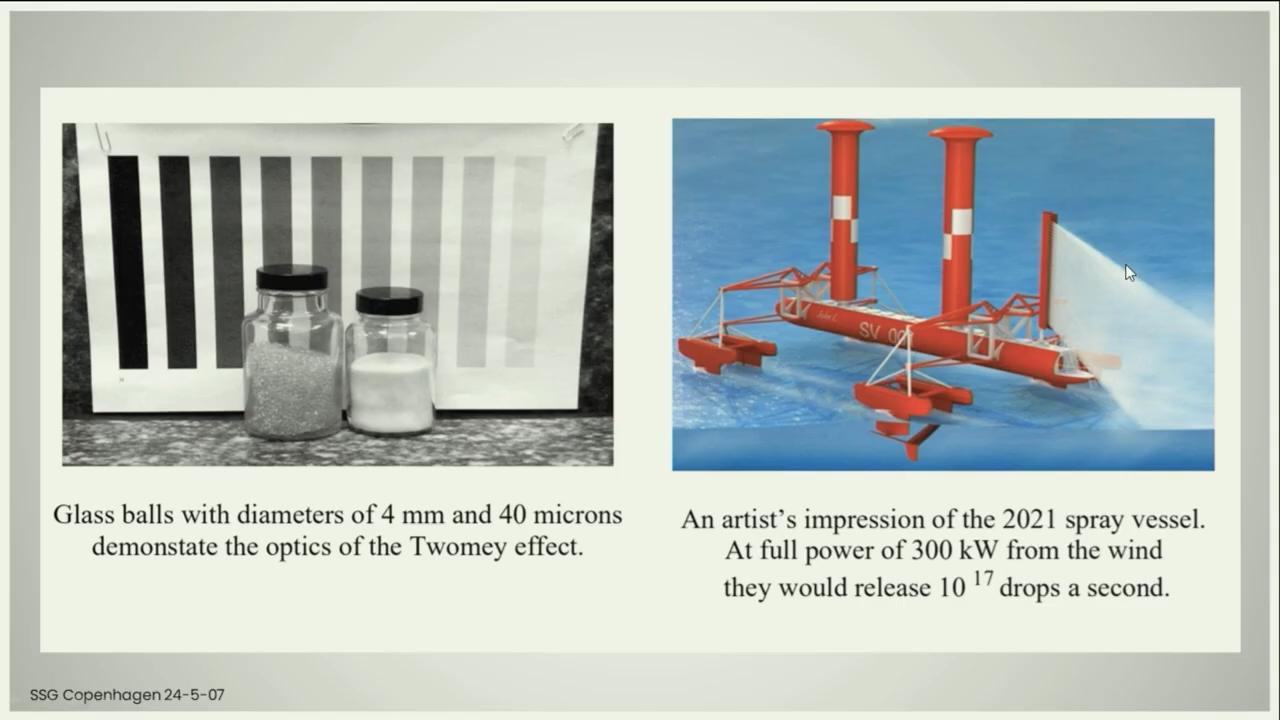 Glass balls with diameters of 4 mm and 40 microns
demonstate the optics of the Twomey effect.
SV 00
An artist's impression of the 2021 spray vessel.
At full power of 300 kW from the wind
they would release 10 17 drops a second.
SSG Copenhagen 24-5-07